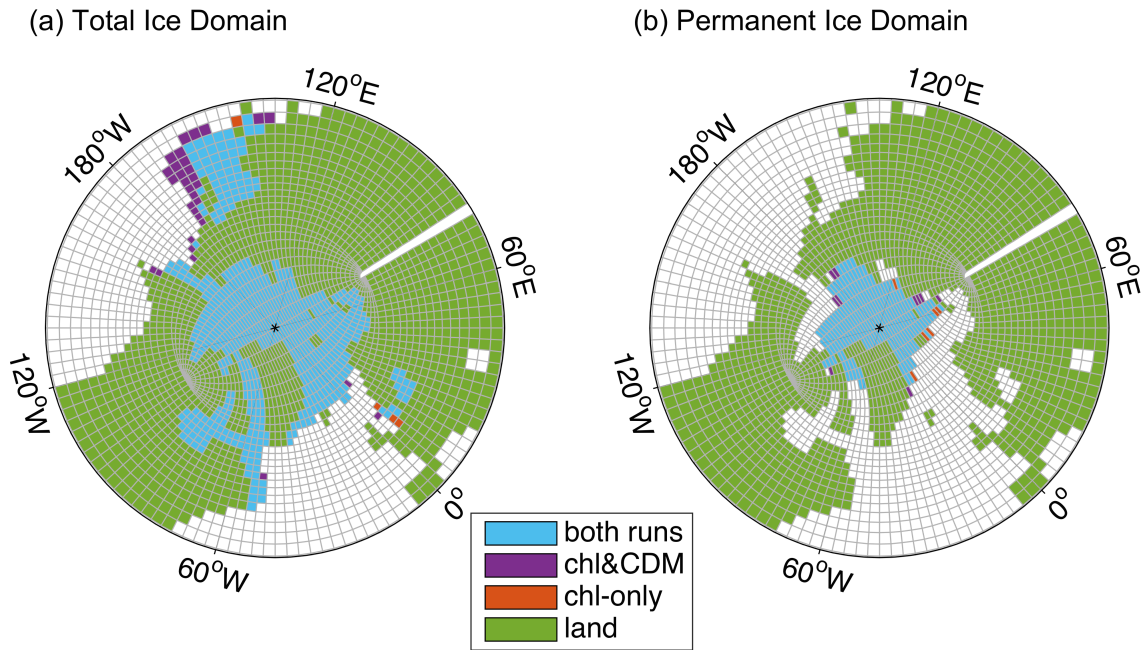 (a) Total Ice Domain
(b) Permanent Ice Domain
120°E
180°W
60°E
120°W
0°
60°W
120°E
180°W
60°E
120°W
0°
60°W
both runs
chl&CDM
chl-only
land